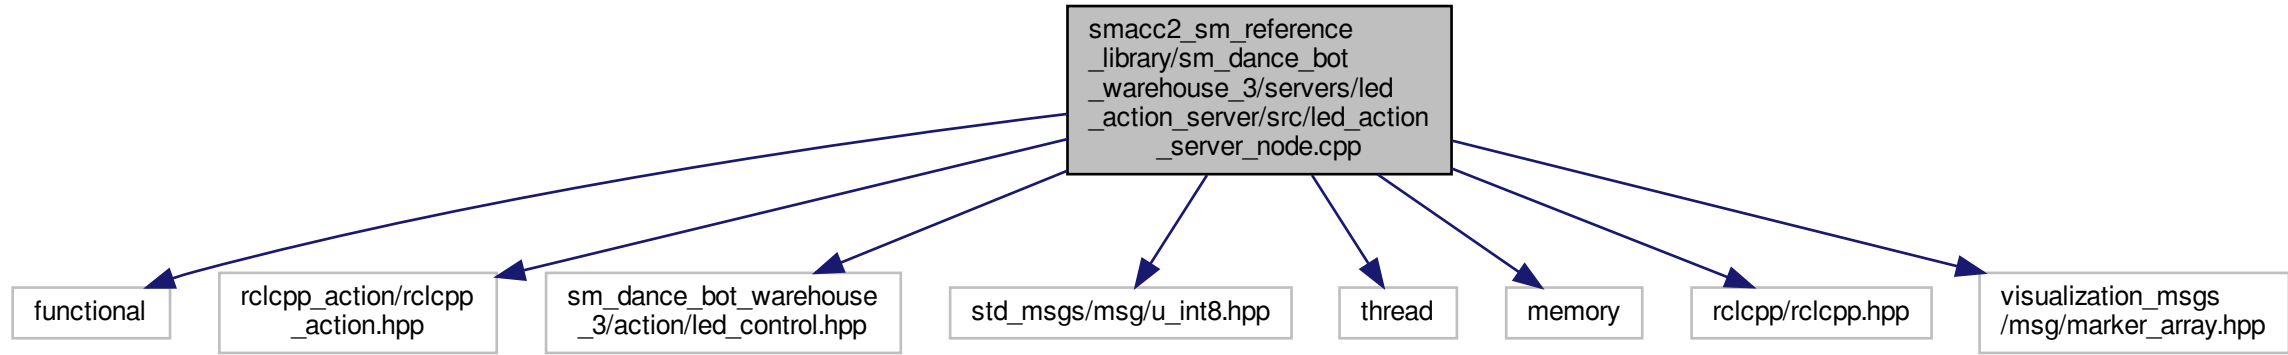 smacc2_sm_reference
_library/sm_dance_bot
_warehouse_3/servers/led
_action_server/src/led_action
_server_node.cpp
functional
rclcpp_action/rclcpp
_action.hpp
sm_dance_bot_warehouse
_3/action/led_control.hpp
std_msgs/msg/u_int8.hpp
thread
memory
rclcpp/rclcpp.hpp
visualization_msgs
/msg/marker_array.hpp